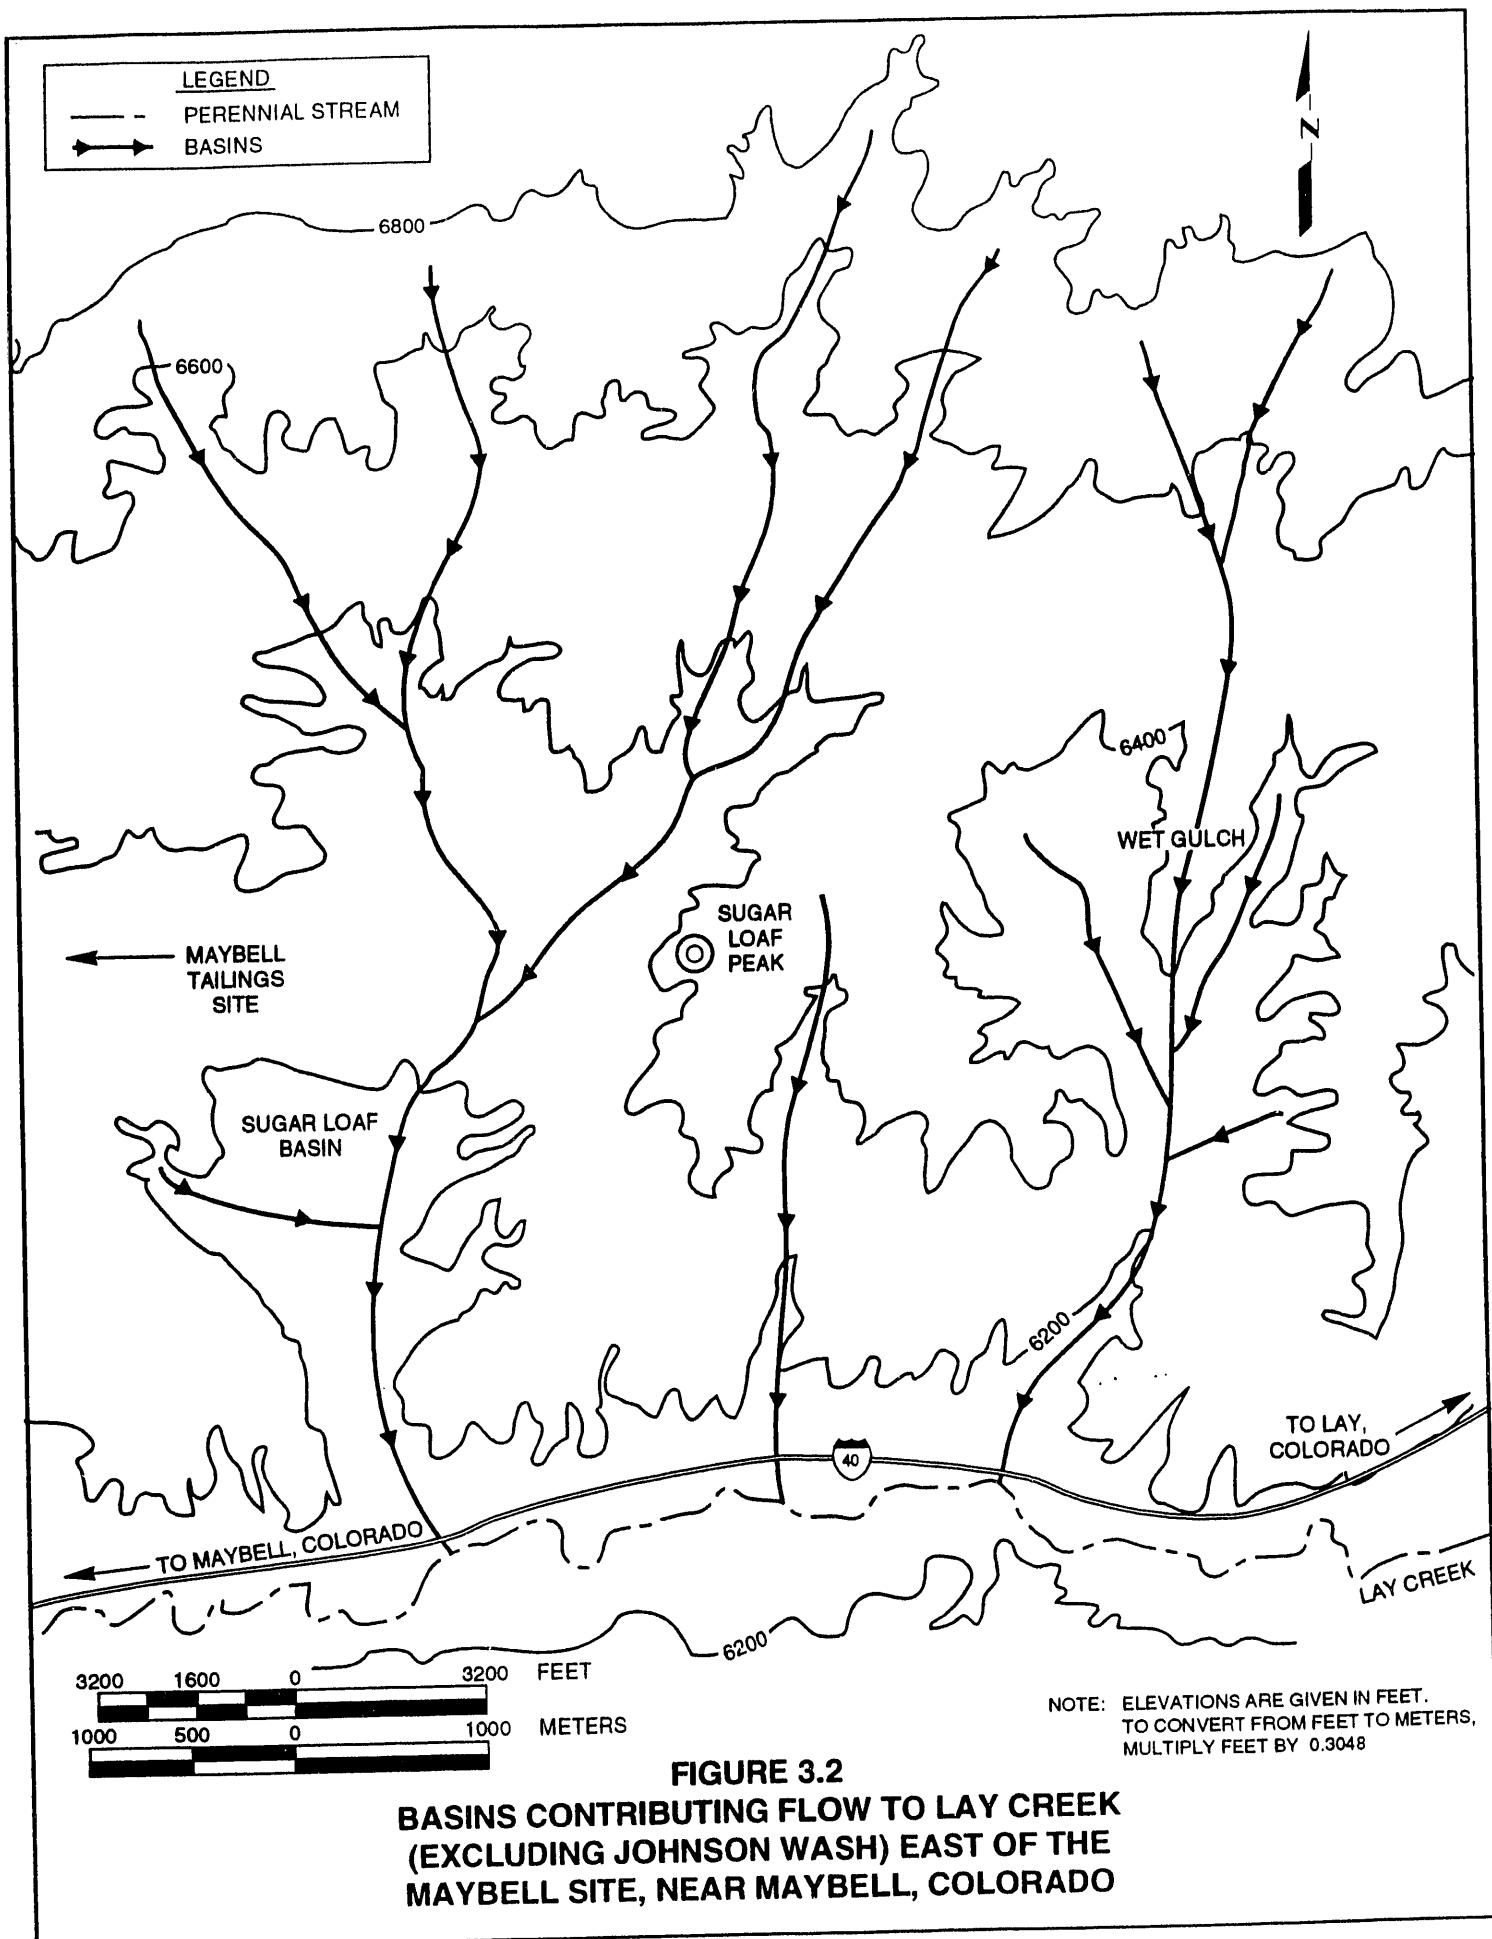 LEGEND
PERENNIAL STREAM
BASINS
N
6800
6600
6400
WET GULCH
SUGAR
LOAF
PEAK
MAYBELL
TAILINGS
SITE
SUGAR LOAF
BASIN
6200
TO LAY,
COLORADO
40
TO MAYBELL, COLORADO
LAY CREEK
6200
3200 1600 0 3200 FEET
1000 500 0 1000 METERS
NOTE: ELEVATIONS ARE GIVEN IN FEET.
TO CONVERT FROM FEET TO METERS,
MULTIPLY FEET BY 0.3048
FIGURE 3.2
BASINS CONTRIBUTING FLOW TO LAY CREEK
(EXCLUDING JOHNSON WASH) EAST OF THE
MAYBELL SITE, NEAR MAYBELL, COLORADO